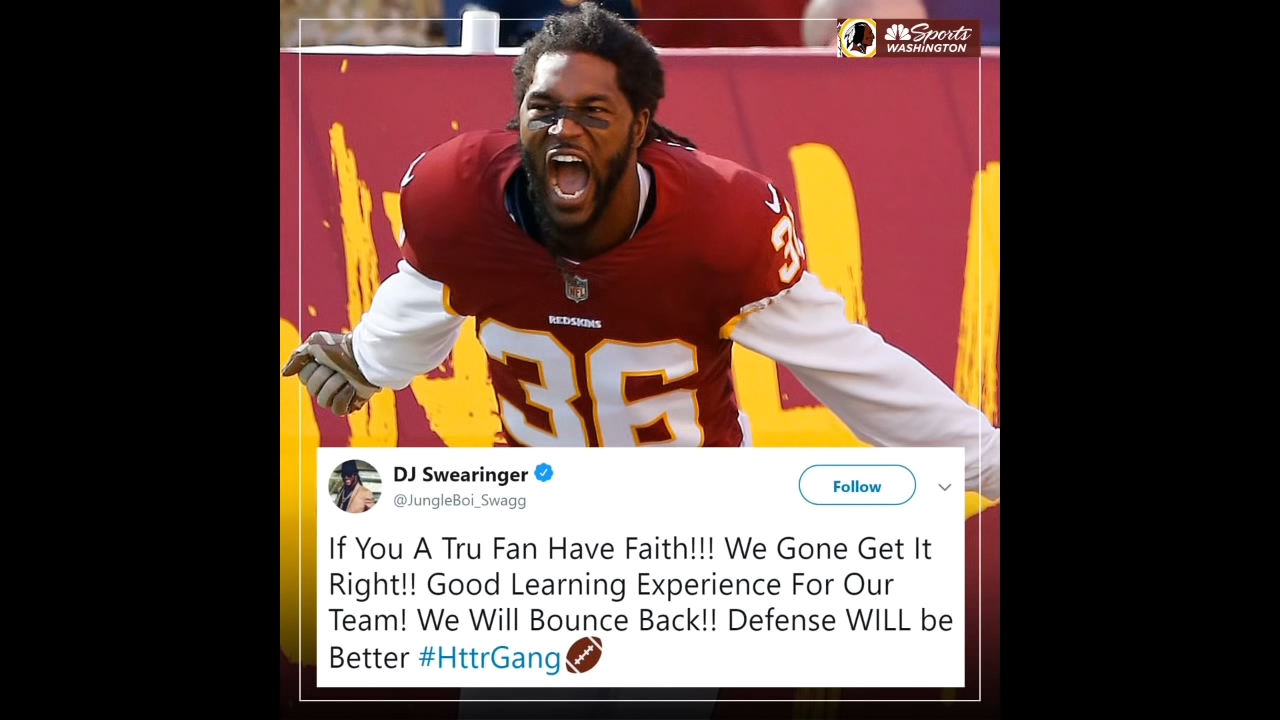 Sports
WASHINGTON
36
NFL
REDSKINS
36
DJ Swearinger
@JungleBoi_Swagg
Follow
If You A Tru Fan Have Faith!!! We Gone Get It
Right!! Good Learning Experience For Our
Team! We Will Bounce Back!! Defense WILL be
Better #HttrGang🏈